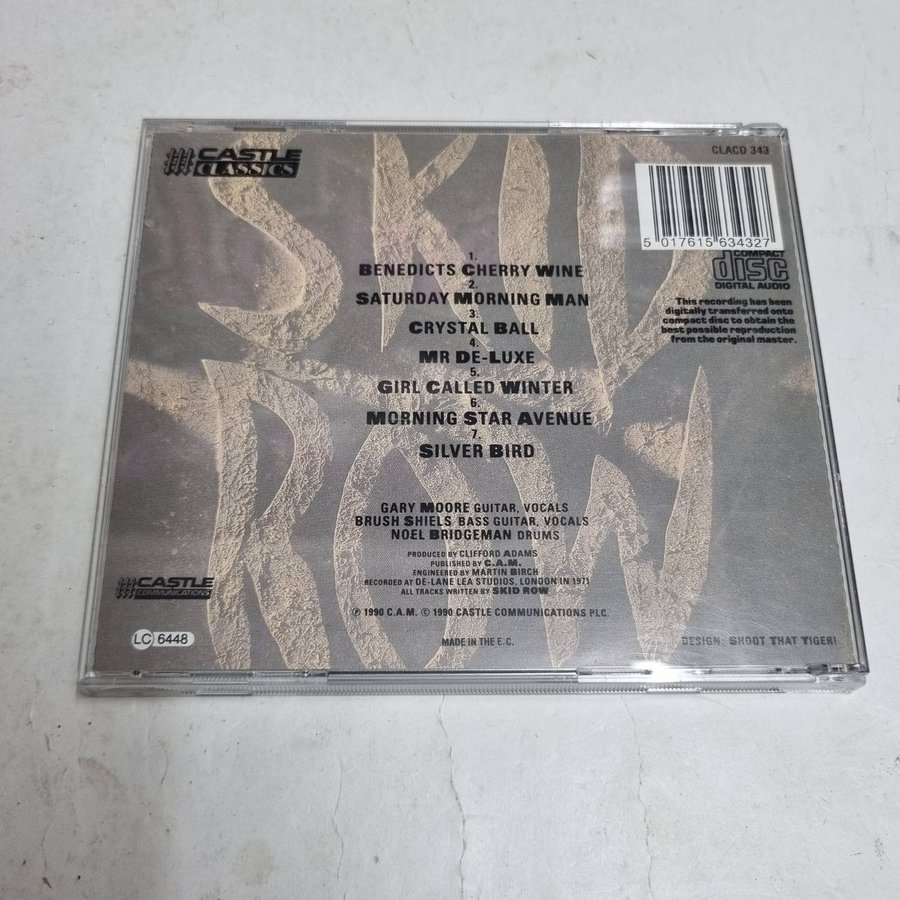 CASTLE
CLASSICS
CLACD 343
5 017615 634327
COMPACT
disc
DIGITAL AUDIO
This recording has been
digitally transferred onto
compact disc to obtain the
best possible reproduction
from the original master.
SKID
ROW
1.
BENEDICTS CHERRY WINE
2.
SATURDAY MORNING MAN
3.
CRYSTAL BALL
4.
MR DE-LUXE
5.
GIRL CALLED WINTER
6.
MORNING STAR AVENUE
7.
SILVER BIRD
GARY MOORE GUITAR, VOCALS
BRUSH SHIELS BASS GUITAR, VOCALS
NOEL BRIDGEMAN DRUMS
PRODUCED BY CLIFFORD ADAMS
PUBLISHED BY C.A.M.
ENGINEERED BY MARTIN BIRCH
RECORDED AT DE-LANE LEA STUDIOS, LONDON IN 1971
ALL TRACKS WRITTEN BY SKID ROW
℗ 1990 C.A.M. © 1990 CASTLE COMMUNICATIONS PLC.
CASTLE
COMMUNICATIONS
LC 6448
MADE IN THE E.C.
DESIGN: SHOOT THAT TIGER!